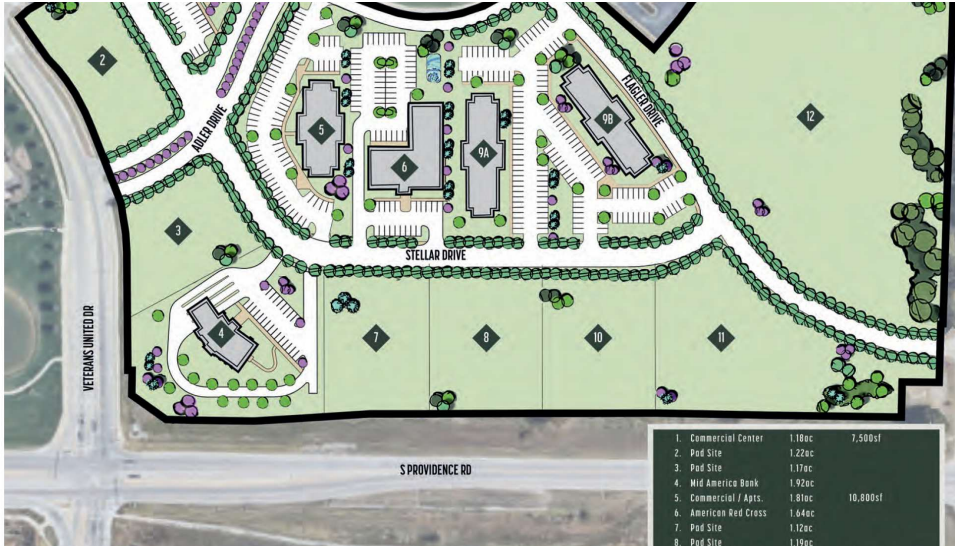 2
12
ADLER DRIVE
FLAGLER DRIVE
5
6
9A
9B
3
STELLAR DRIVE
VETERANS UNITED DR
4
7
8
10
11
S PROVIDENCE RD
1. Commercial Center 1.18ac 7,500sf
2. Pad Site 1.22ac
3. Pad Site 1.17ac
4. Mid America Bank 1.92ac
5. Commercial / Apts. 1.81ac 10,800sf
6. American Red Cross 1.64ac
7. Pad Site 1.12ac
8. Pad Site 1.19ac